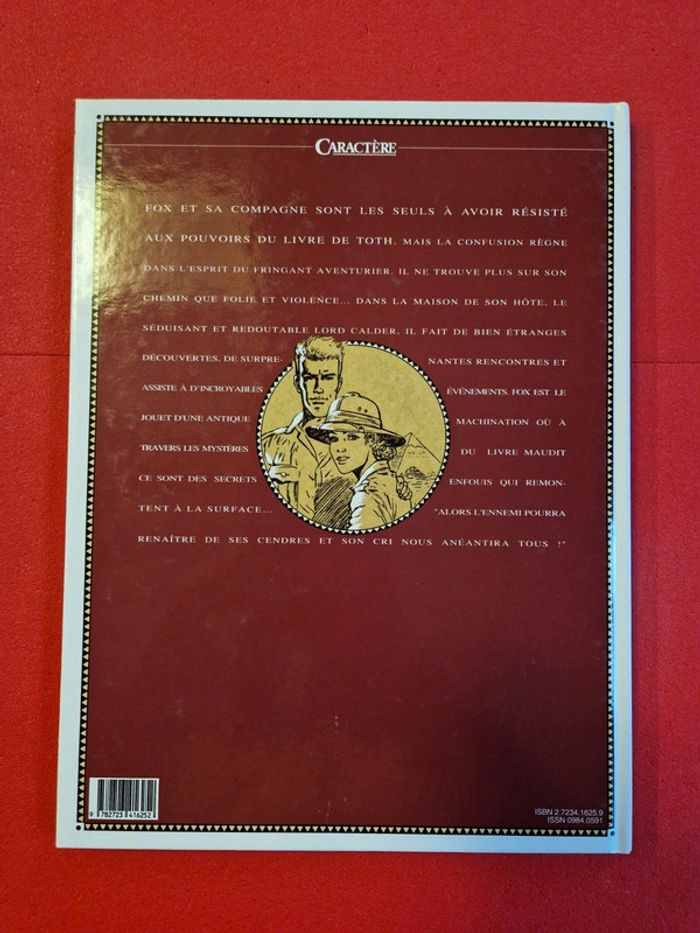 CARACTÈRE
FOX ET SA COMPAGNE SONT LES SEULS À AVOIR RÉSISTÉ
AUX POUVOIRS DU LIVRE DE TOTH. MAIS LA CONFUSION RÈGNE
DANS L'ESPRIT DU FRINGANT AVENTURIER. IL NE TROUVE PLUS SUR SON
CHEMIN QUE FOLIE ET VIOLENCE... DANS LA MAISON DE SON HÔTE, LE
SÉDUISANT ET REDOUTABLE LORD CALDER, IL FAIT DE BIEN ÉTRANGES
DÉCOUVERTES, DE SURPRE- NANTES RENCONTRES ET
ASSISTE À D'INCROYABLES ÉVÉNEMENTS. FOX EST LE
JOUET D'UNE ANTIQUE MACHINATION OÙ À
TRAVERS LES MYSTÈRES DU LIVRE MAUDIT
CE SONT DES SECRETS ENFOUIS QUI REMON-
TENT À LA SURFACE... "ALORS L'ENNEMI POURRA
RENAÎTRE DE SES CENDRES ET SON CRI NOUS ANÉANTIRA TOUS !"
ISBN 2.7234.1625.9
ISSN 0984 0591
9 782723 416252